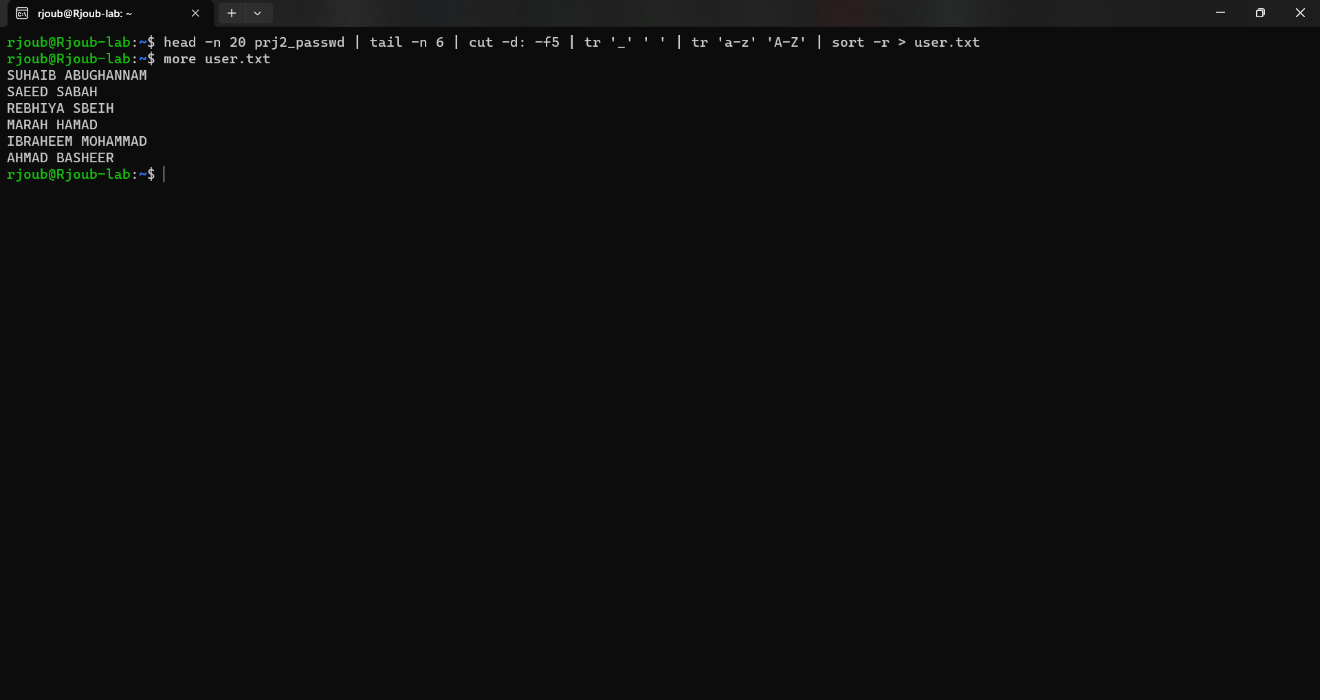 rjoub@Rjoub-lab: ~
rjoub@Rjoub-lab:~$ head -n 20 prj2_passwd | tail -n 6 | cut -d: -f5 | tr '_' ' ' | tr 'a-z' 'A-Z' | sort -r > user.txt
rjoub@Rjoub-lab:~$ more user.txt
SUHAIB ABUGHANNAM
SAEED SABAH
REBHIYA SBEIH
MARAH HAMAD
IBRAHEEM MOHAMMAD
AHMAD BASHEER
rjoub@Rjoub-lab:~$